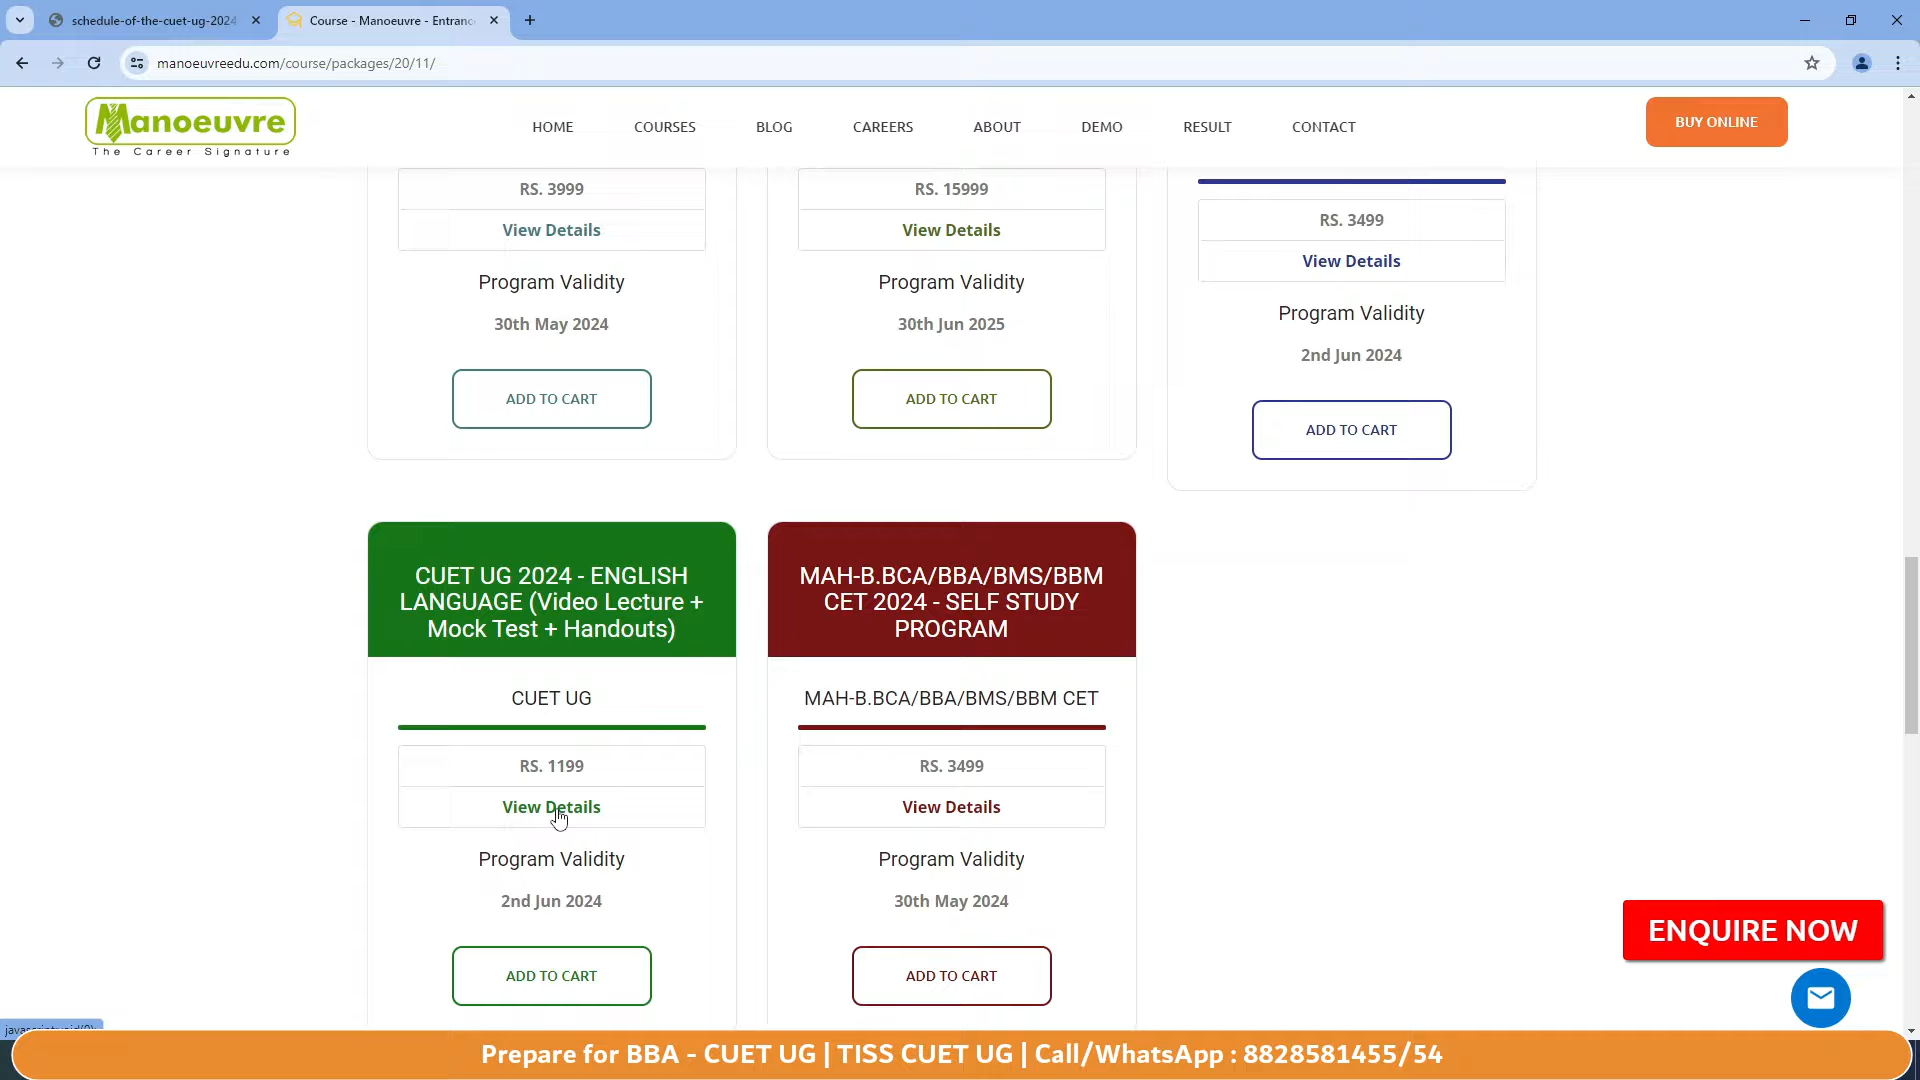 schedule-of-the-cuet-ug-2024
Course - Manoeuvre - Entranc
manoeuvreedu.com/course/packages/20/11/
Manoeuvre
The Career Signature
HOME
COURSES
BLOG
CAREERS
ABOUT
DEMO
RESULT
CONTACT
BUY ONLINE
RS. 3999
View Details
Program Validity
30th May 2024
ADD TO CART
RS. 15999
View Details
Program Validity
30th Jun 2025
ADD TO CART
RS. 3499
View Details
Program Validity
2nd Jun 2024
ADD TO CART
CUET UG 2024 - ENGLISH
LANGUAGE (Video Lecture +
Mock Test + Handouts)
CUET UG
RS. 1199
View Details
Program Validity
2nd Jun 2024
ADD TO CART
MAH-B.BCA/BBA/BMS/BBM
CET 2024 - SELF STUDY
PROGRAM
MAH-B.BCA/BBA/BMS/BBM CET
RS. 3499
View Details
Program Validity
30th May 2024
ADD TO CART
ENQUIRE NOW
Prepare for BBA - CUET UG | TISS CUET UG | Call/WhatsApp : 8828581455/54